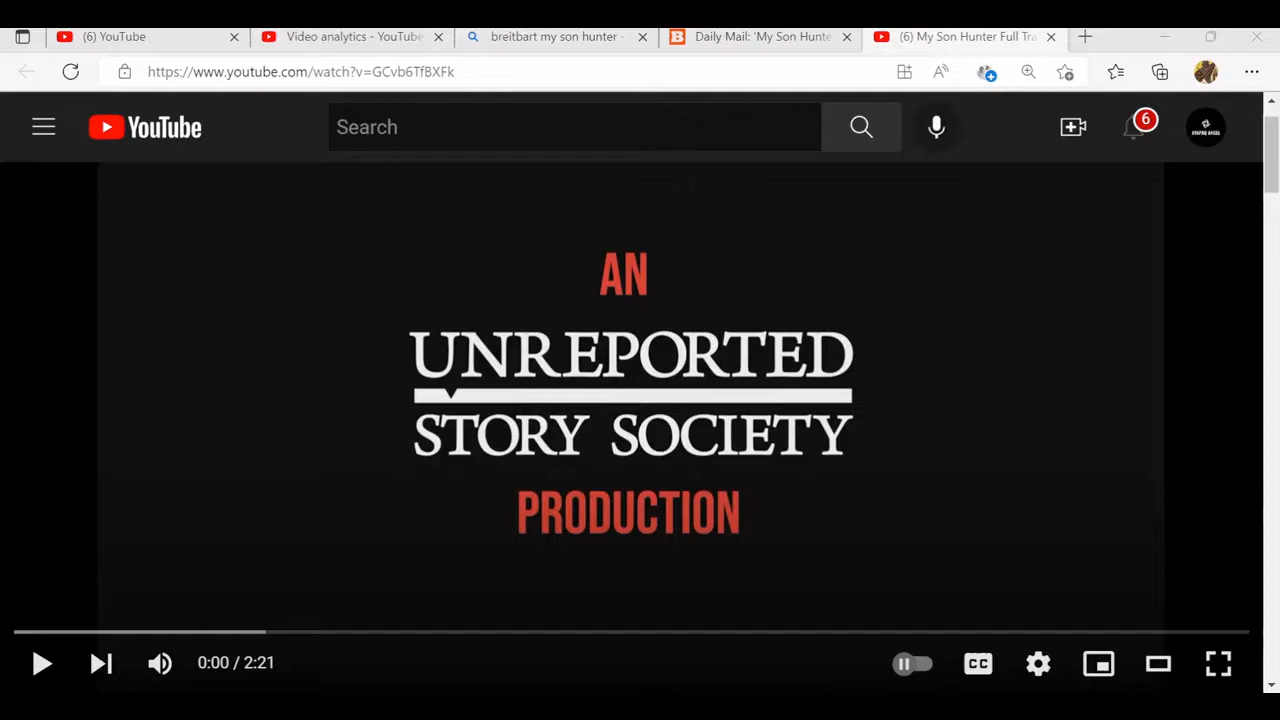 (6) YouTube
Video analytics - YouTube
breitbart my son hunter -
Daily Mail: 'My Son Hunte
(6) My Son Hunter Full Tra
https://www.youtube.com/watch?v=GCvb6TfBXFk
YouTube
Search
6
AN
UNREPORTED
STORY SOCIETY
PRODUCTION
0:00 / 2:21
CC